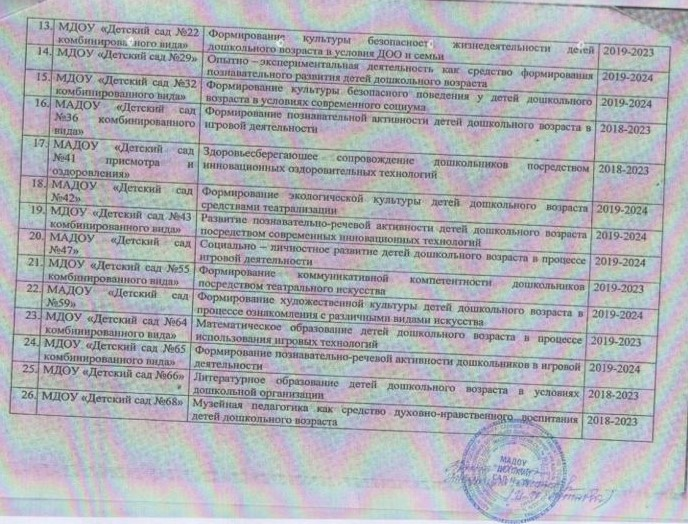 13. МДОУ «Детский сад №22 комбинированного вида» Формирование культуры безопасность жизнедеятельности детей дошкольного возраста в условия ДОО и семьи 2019-2023
14. МДОУ «Детский сад №29» Опытно –экспериментальная деятельность как средство формирования познавательного развития детей дошкольного возраста 2019-2024
15. МДОУ «Детский сад №32 комбинированного вида» Формирование культуры безопасного поведения у детей дошкольного возраста в условиях современного социума 2019-2024
16. МАДОУ «Детский сад №36 комбинированного вида» Формирование познавательной активности детей дошкольного возраста в игровой деятельности 2018-2023
17. МАДОУ «Детский сад №41 присмотра и оздоровления» Здоровьесберегающее сопровождение дошкольников посредством инновационных оздоровительных технологий 2018-2023
18. МАДОУ «Детский сад №42» Формирование экологической культуры детей дошкольного возраста средствами театрализации 2019-2024
19. МДОУ «Детский сад №43 комбинированного вида» Развитие познавательно-речевой активности детей дошкольного возраста посредством современных инновационных технологий 2019-2024
20. МАДОУ «Детский сад №47» Социально – личностное развитие детей дошкольного возраста в процессе игровой деятельности 2019-2024
21. МДОУ «Детский сад №55 комбинированного вида» Формирование коммуникативной компетентности дошкольников посредством театрального искусства 2019-2023
22. МАДОУ «Детский сад №59» Формирование художественной культуры детей дошкольного возраста в процессе ознакомления с различными видами искусства 2019-2024
23. МДОУ «Детский сад №64 комбинированного вида» Математическое образование детей дошкольного возраста в процессе использования игровых технологий 2019-2023
24. МДОУ «Детский сад №65 комбинированного вида» Формирование познавательно-речевой активности дошкольников в игровой деятельности 2019-2024
25. МДОУ «Детский сад №66» Литературное образование детей дошкольного возраста в условиях дошкольной организации 2018-2023
26. МДОУ «Детский сад №68» Музейная педагогика как средство духовно-нравственного воспитания детей дошкольного возраста 2018-2023
МАДОУ
САД